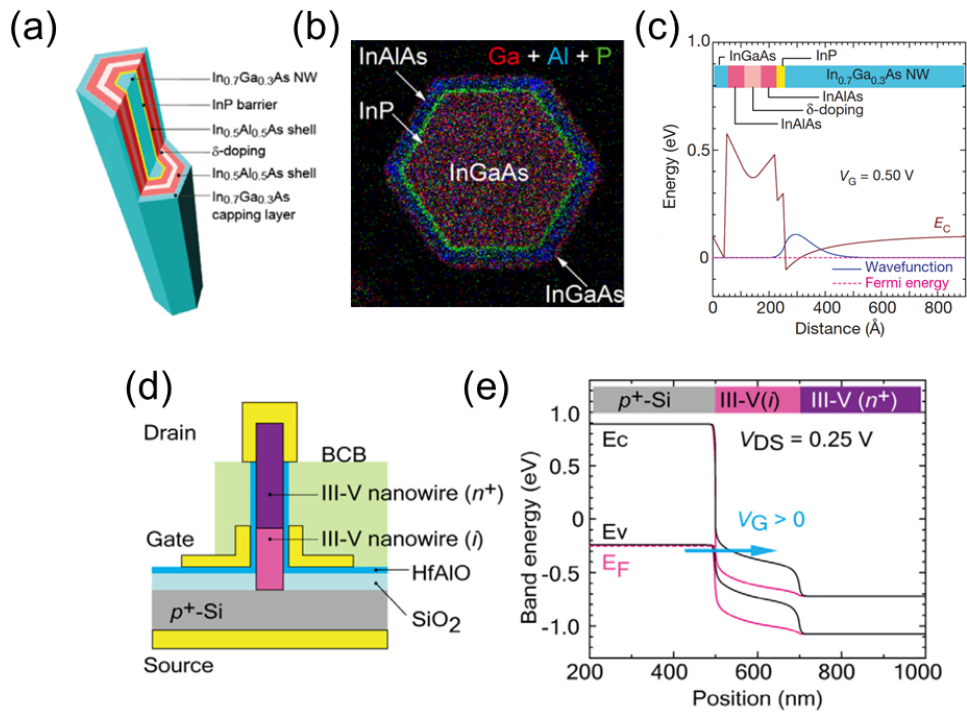 (a)
In0.7Ga0.3As NW
InP barrier
In0.5Al0.5As shell
δ-doping
In0.5Al0.5As shell
In0.7Ga0.3As
capping layer
(b)
InAlAs
Ga + Al + P
InP
InGaAs
InGaAs
(c)
1.0
0.5
0
Energy (eV)
InGaAs
InP
In0.7Ga0.3As NW
InAlAs
δ-doping
InAlAs
VG = 0.50 V
EC
Wavefunction
Fermi energy
0 200 400 600 800
Distance (Å)
(d)
Drain
BCB
III-V nanowire (n+)
Gate
III-V nanowire (i)
HfAlO
p+-Si
SiO2
Source
(e)
p+-Si III-V(i) III-V (n+)
1.0
0.5
0
-0.5
-1.0
Band energy (eV)
Ec
VDS = 0.25 V
VG > 0
Ev
EF
200 400 600 800 1000
Position (nm)